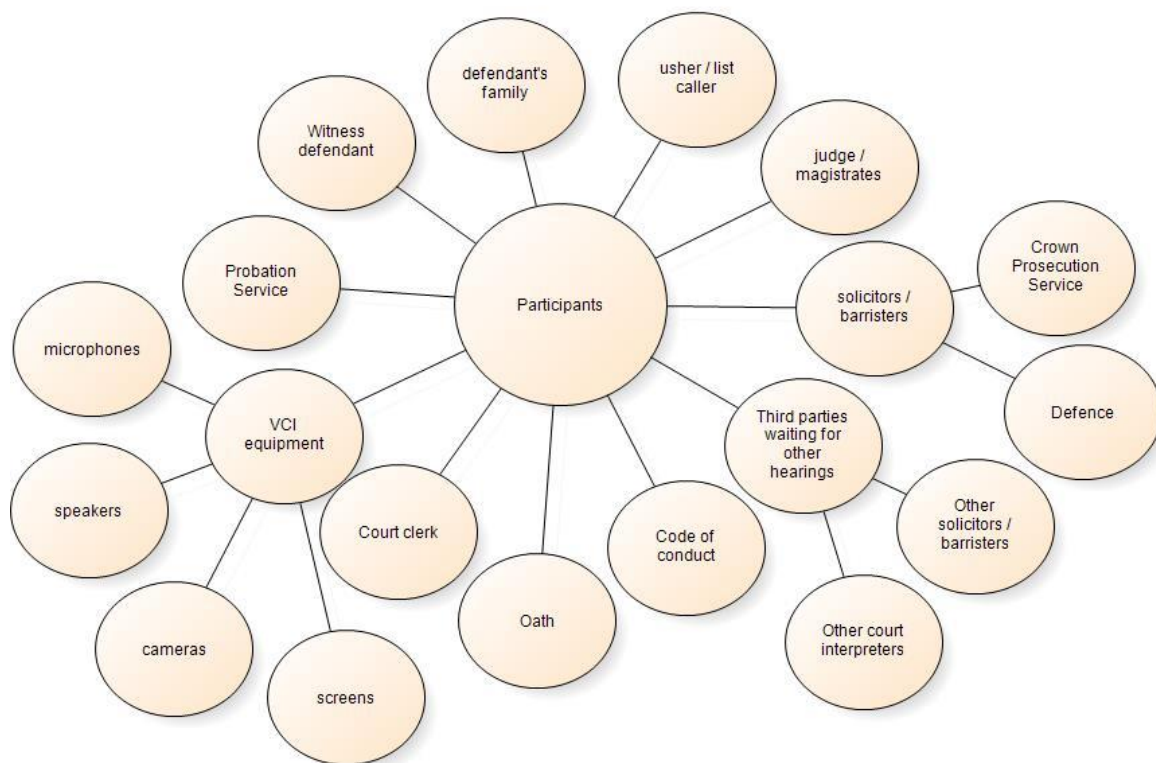 defendant's
family
usher / list
caller
Witness
defendant
judge /
magistrates
Crown
Prosecution
Service
Probation
Service
Participants
solicitors /
barristers
microphones
VCI
equipment
Third parties
waiting for
other
hearings
Defence
speakers
Court clerk
Code of
conduct
Other
solicitors /
barristers
Oath
cameras
screens
Other court
interpreters